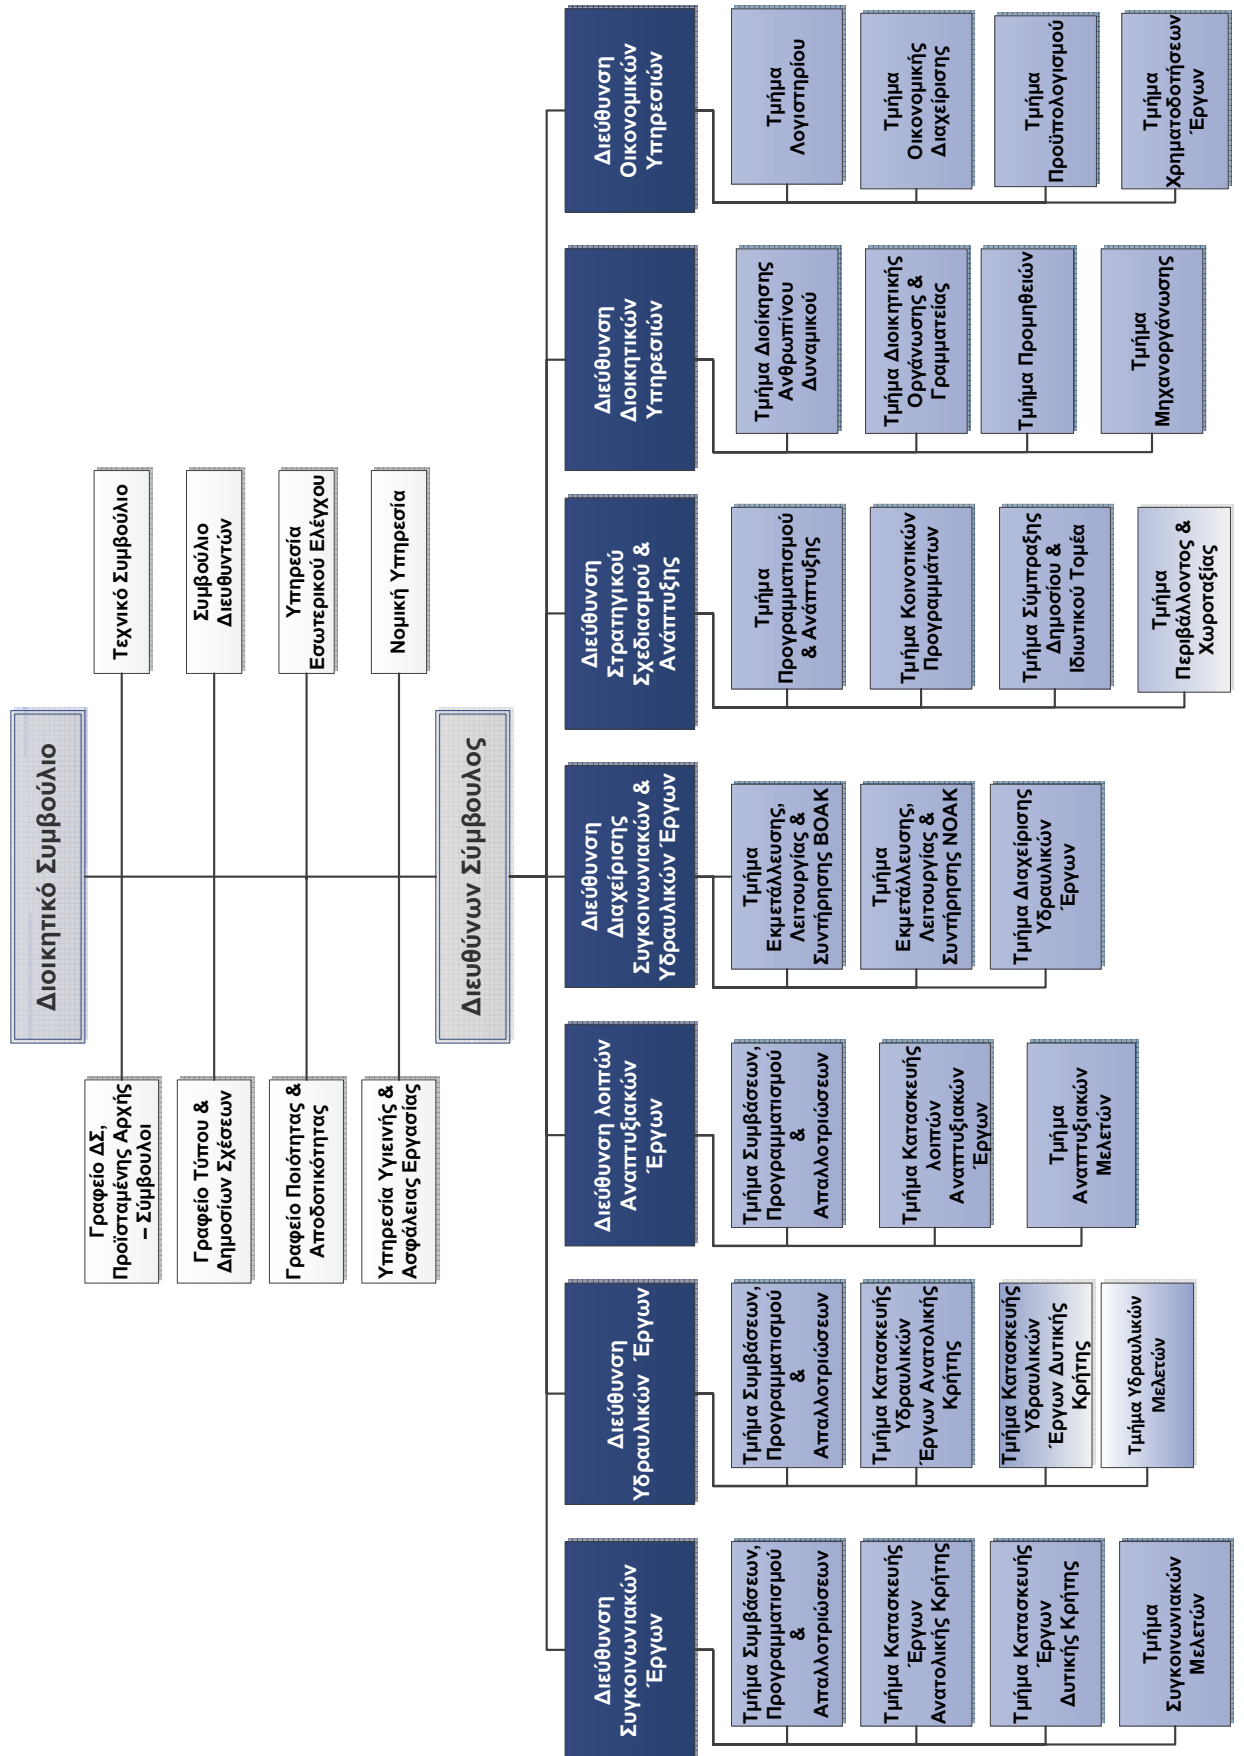 Διοικητικό Συμβούλιο
Γραφείο ΔΣ,
Προϊσταμένης Αρχής
– Σύμβουλοι
Τεχνικό Συμβούλιο
Γραφείο Τύπου &
Δημοσίων Σχέσεων
Συμβούλιο
Διευθυντών
Γραφείο Ποιότητας &
Αποδοτικότητας
Υπηρεσία
Εσωτερικού Ελέγχου
Υπηρεσία Υγιεινής &
Ασφάλειας Εργασίας
Νομική Υπηρεσία
Διευθύνων Σύμβουλος
Διεύθυνση
Συγκοινωνιακών
Έργων
Τμήμα Συμβάσεων,
Προγραμματισμού
&
Απαλλοτριώσεων
Τμήμα Κατασκευής
Έργων
Ανατολικής Κρήτης
Τμήμα Κατασκευής
Έργων
Δυτικής Κρήτης
Τμήμα
Συγκοινωνιακών
Μελετών
Διεύθυνση
Υδραυλικών Έργων
Τμήμα Συμβάσεων,
Προγραμματισμού
&
Απαλλοτριώσεων
Τμήμα Κατασκευής
Υδραυλικών
Έργων Ανατολικής
Κρήτης
Τμήμα Κατασκευής
Υδραυλικών
Έργων Δυτικής
Κρήτης
Τμήμα Υδραυλικών
Μελετών
Διεύθυνση λοιπών
Αναπτυξιακών
Έργων
Τμήμα Συμβάσεων,
Προγραμματισμού
&
Απαλλοτριώσεων
Τμήμα Κατασκευής
λοιπών
Αναπτυξιακών
Έργων
Τμήμα
Αναπτυξιακών
Μελετών
Διεύθυνση
Διαχείρισης
Συγκοινωνιακών &
Υδραυλικών Έργων
Τμήμα
Εκμετάλλευσης,
Λειτουργίας &
Συντήρησης ΒΟΑΚ
Τμήμα
Εκμετάλλευσης,
Λειτουργίας &
Συντήρησης ΝΟΑΚ
Τμήμα Διαχείρισης
Υδραυλικών
Έργων
Διεύθυνση
Στρατηγικού
Σχεδιασμού &
Ανάπτυξης
Τμήμα
Προγραμματισμού
& Ανάπτυξης
Τμήμα Κοινοτικών
Προγραμμάτων
Τμήμα Σύμπραξης
Δημοσίου &
Ιδιωτικού Τομέα
Τμήμα
Περιβάλλοντος &
Χωροταξίας
Διεύθυνση
Διοικητικών
Υπηρεσιών
Τμήμα Διοίκησης
Ανθρωπίνου
Δυναμικού
Τμήμα Διοικητικής
Οργάνωσης &
Γραμματείας
Τμήμα Προμηθειών
Τμήμα
Μηχανοργάνωσης
Διεύθυνση
Οικονομικών
Υπηρεσιών
Τμήμα
Λογιστηρίου
Τμήμα
Οικονομικής
Διαχείρισης
Τμήμα
Προϋπολογισμού
Τμήμα
Χρηματοδοτήσεων
Έργων